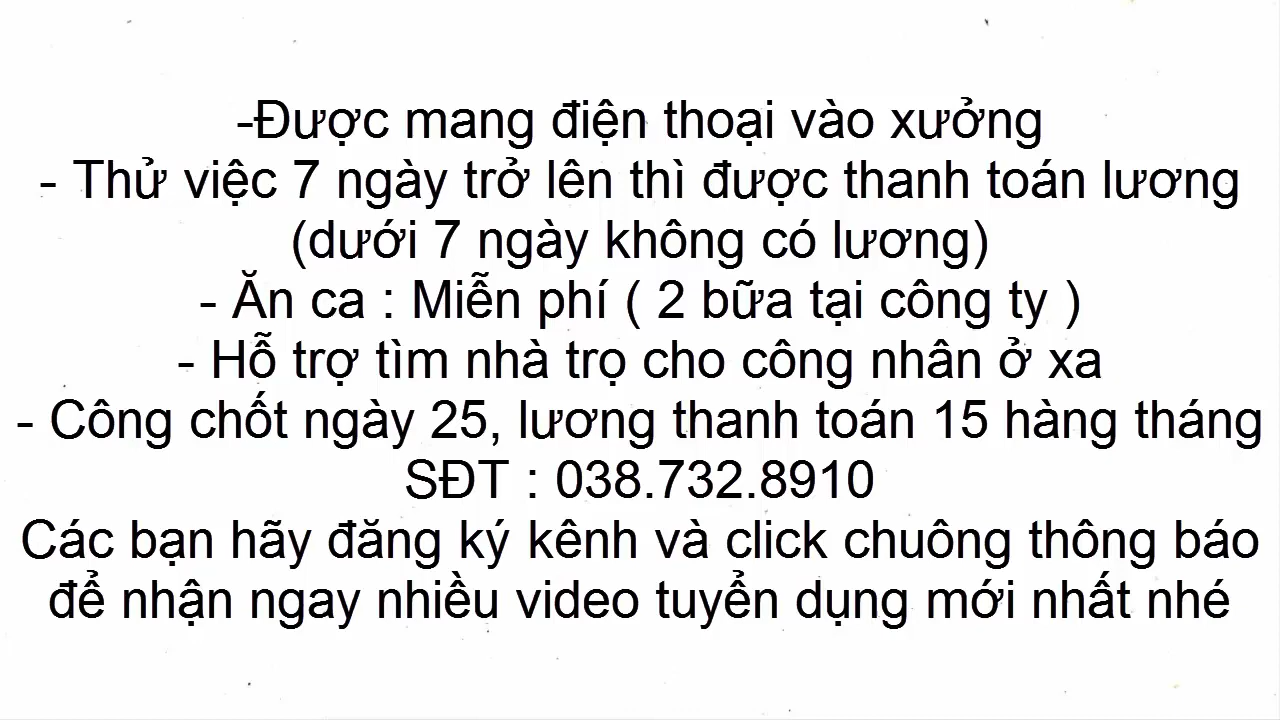 -Được mang điện thoại vào xưởng
- Thử việc 7 ngày trở lên thì được thanh toán lương
(dưới 7 ngày không có lương)
- Ăn ca : Miễn phí ( 2 bữa tại công ty )
- Hỗ trợ tìm nhà trọ cho công nhân ở xa
- Công chốt ngày 25, lương thanh toán 15 hàng tháng
SĐT : 038.732.8910
Các bạn hãy đăng ký kênh và click chuông thông báo
để nhận ngay nhiều video tuyển dụng mới nhất nhé